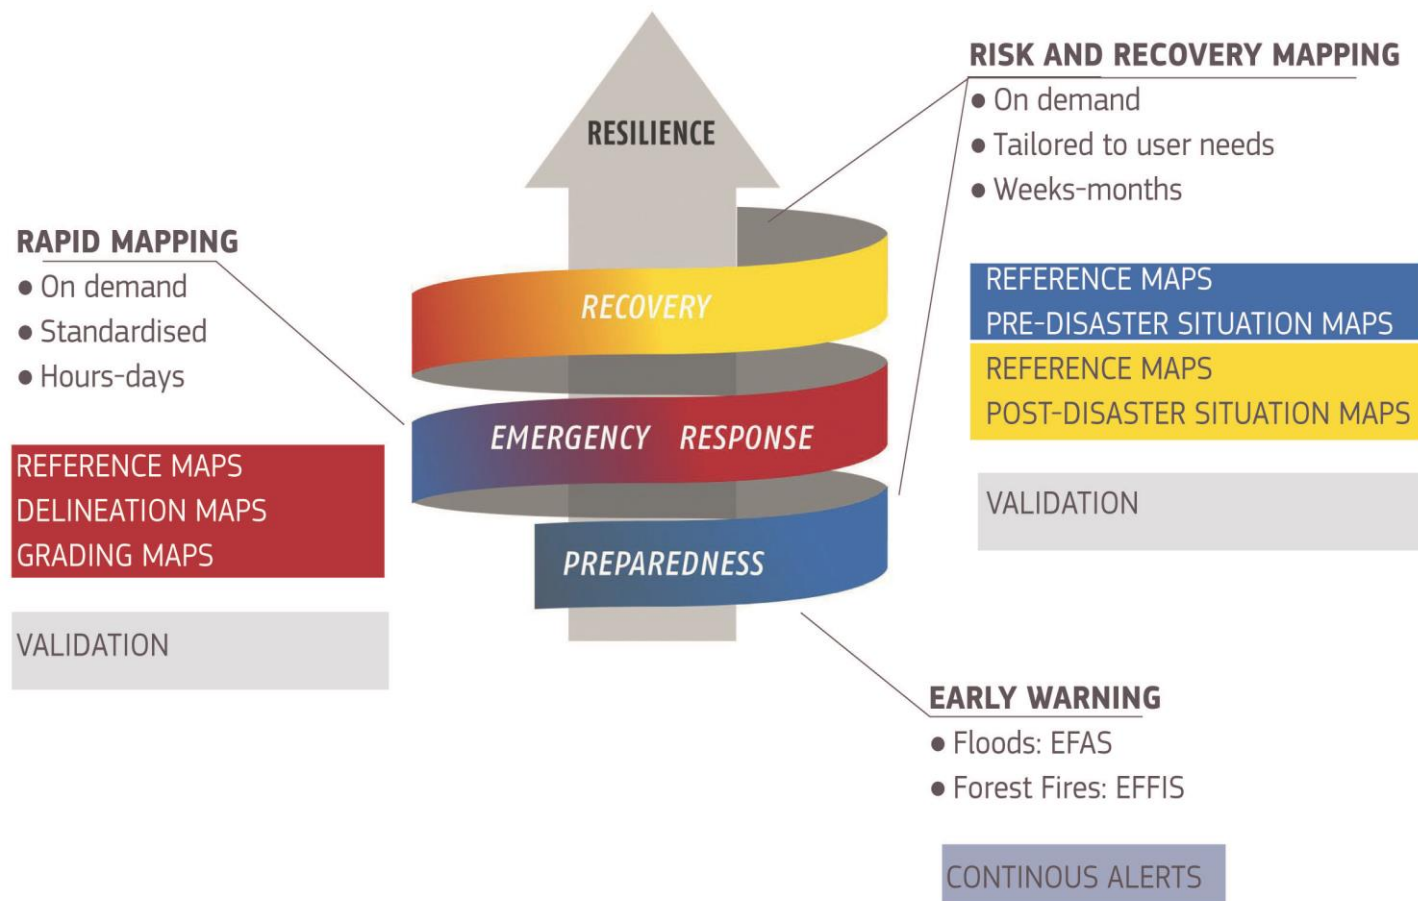 RESILIENCE
RECOVERY
EMERGENCY RESPONSE
PREPAREDNESS
RAPID MAPPING
● On demand
● Standardised
● Hours-days
REFERENCE MAPS
DELINEATION MAPS
GRADING MAPS
VALIDATION
RISK AND RECOVERY MAPPING
● On demand
● Tailored to user needs
● Weeks-months
REFERENCE MAPS
PRE-DISASTER SITUATION MAPS
REFERENCE MAPS
POST-DISASTER SITUATION MAPS
VALIDATION
EARLY WARNING
● Floods: EFAS
● Forest Fires: EFFIS
CONTINOUS ALERTS